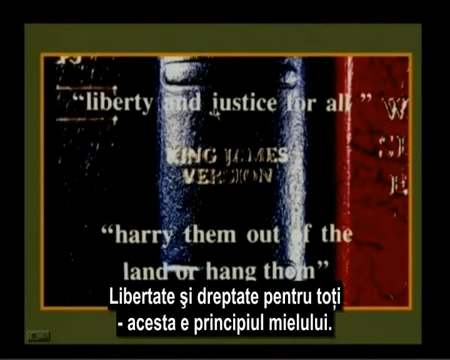 "liberty and justice for all"
KING JAMES
VERSION
"harry them out of the
land or hang them"
Libertate şi dreptate pentru toţi
- acesta e principiul mielului.